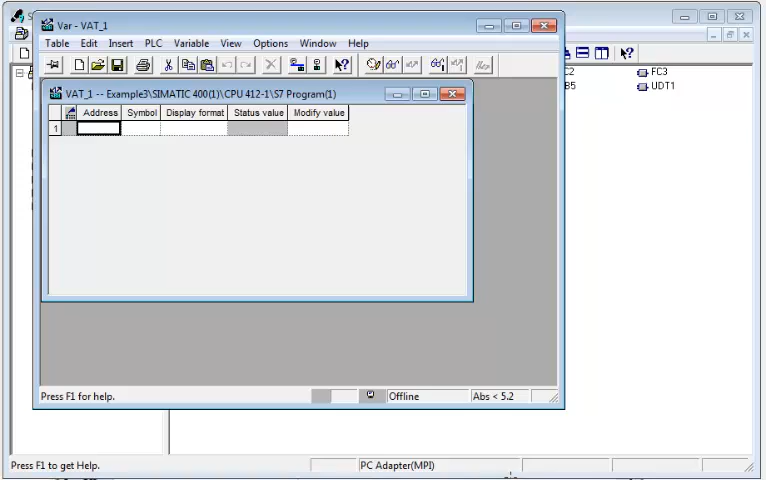 S
Var - VAT_1
Table Edit Insert PLC Variable View Options Window Help
FC3
UDT1
VAT_1 -- Example3\SIMATIC 400(1)\CPU 412-1\S7 Program(1)
Address Symbol Display format Status value Modify value
1
Press F1 for help. Offline Abs < 5.2
Press F1 to get Help. PC Adapter(MPI)